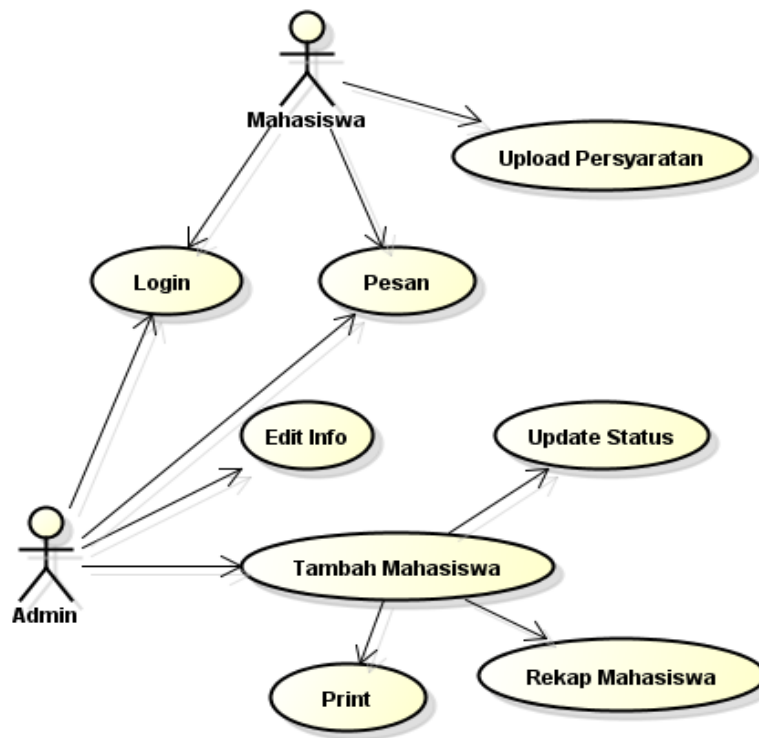 Mahasiswa
Upload Persyaratan
Login
Pesan
Edit Info
Update Status
Admin
Tambah Mahasiswa
Print
Rekap Mahasiswa